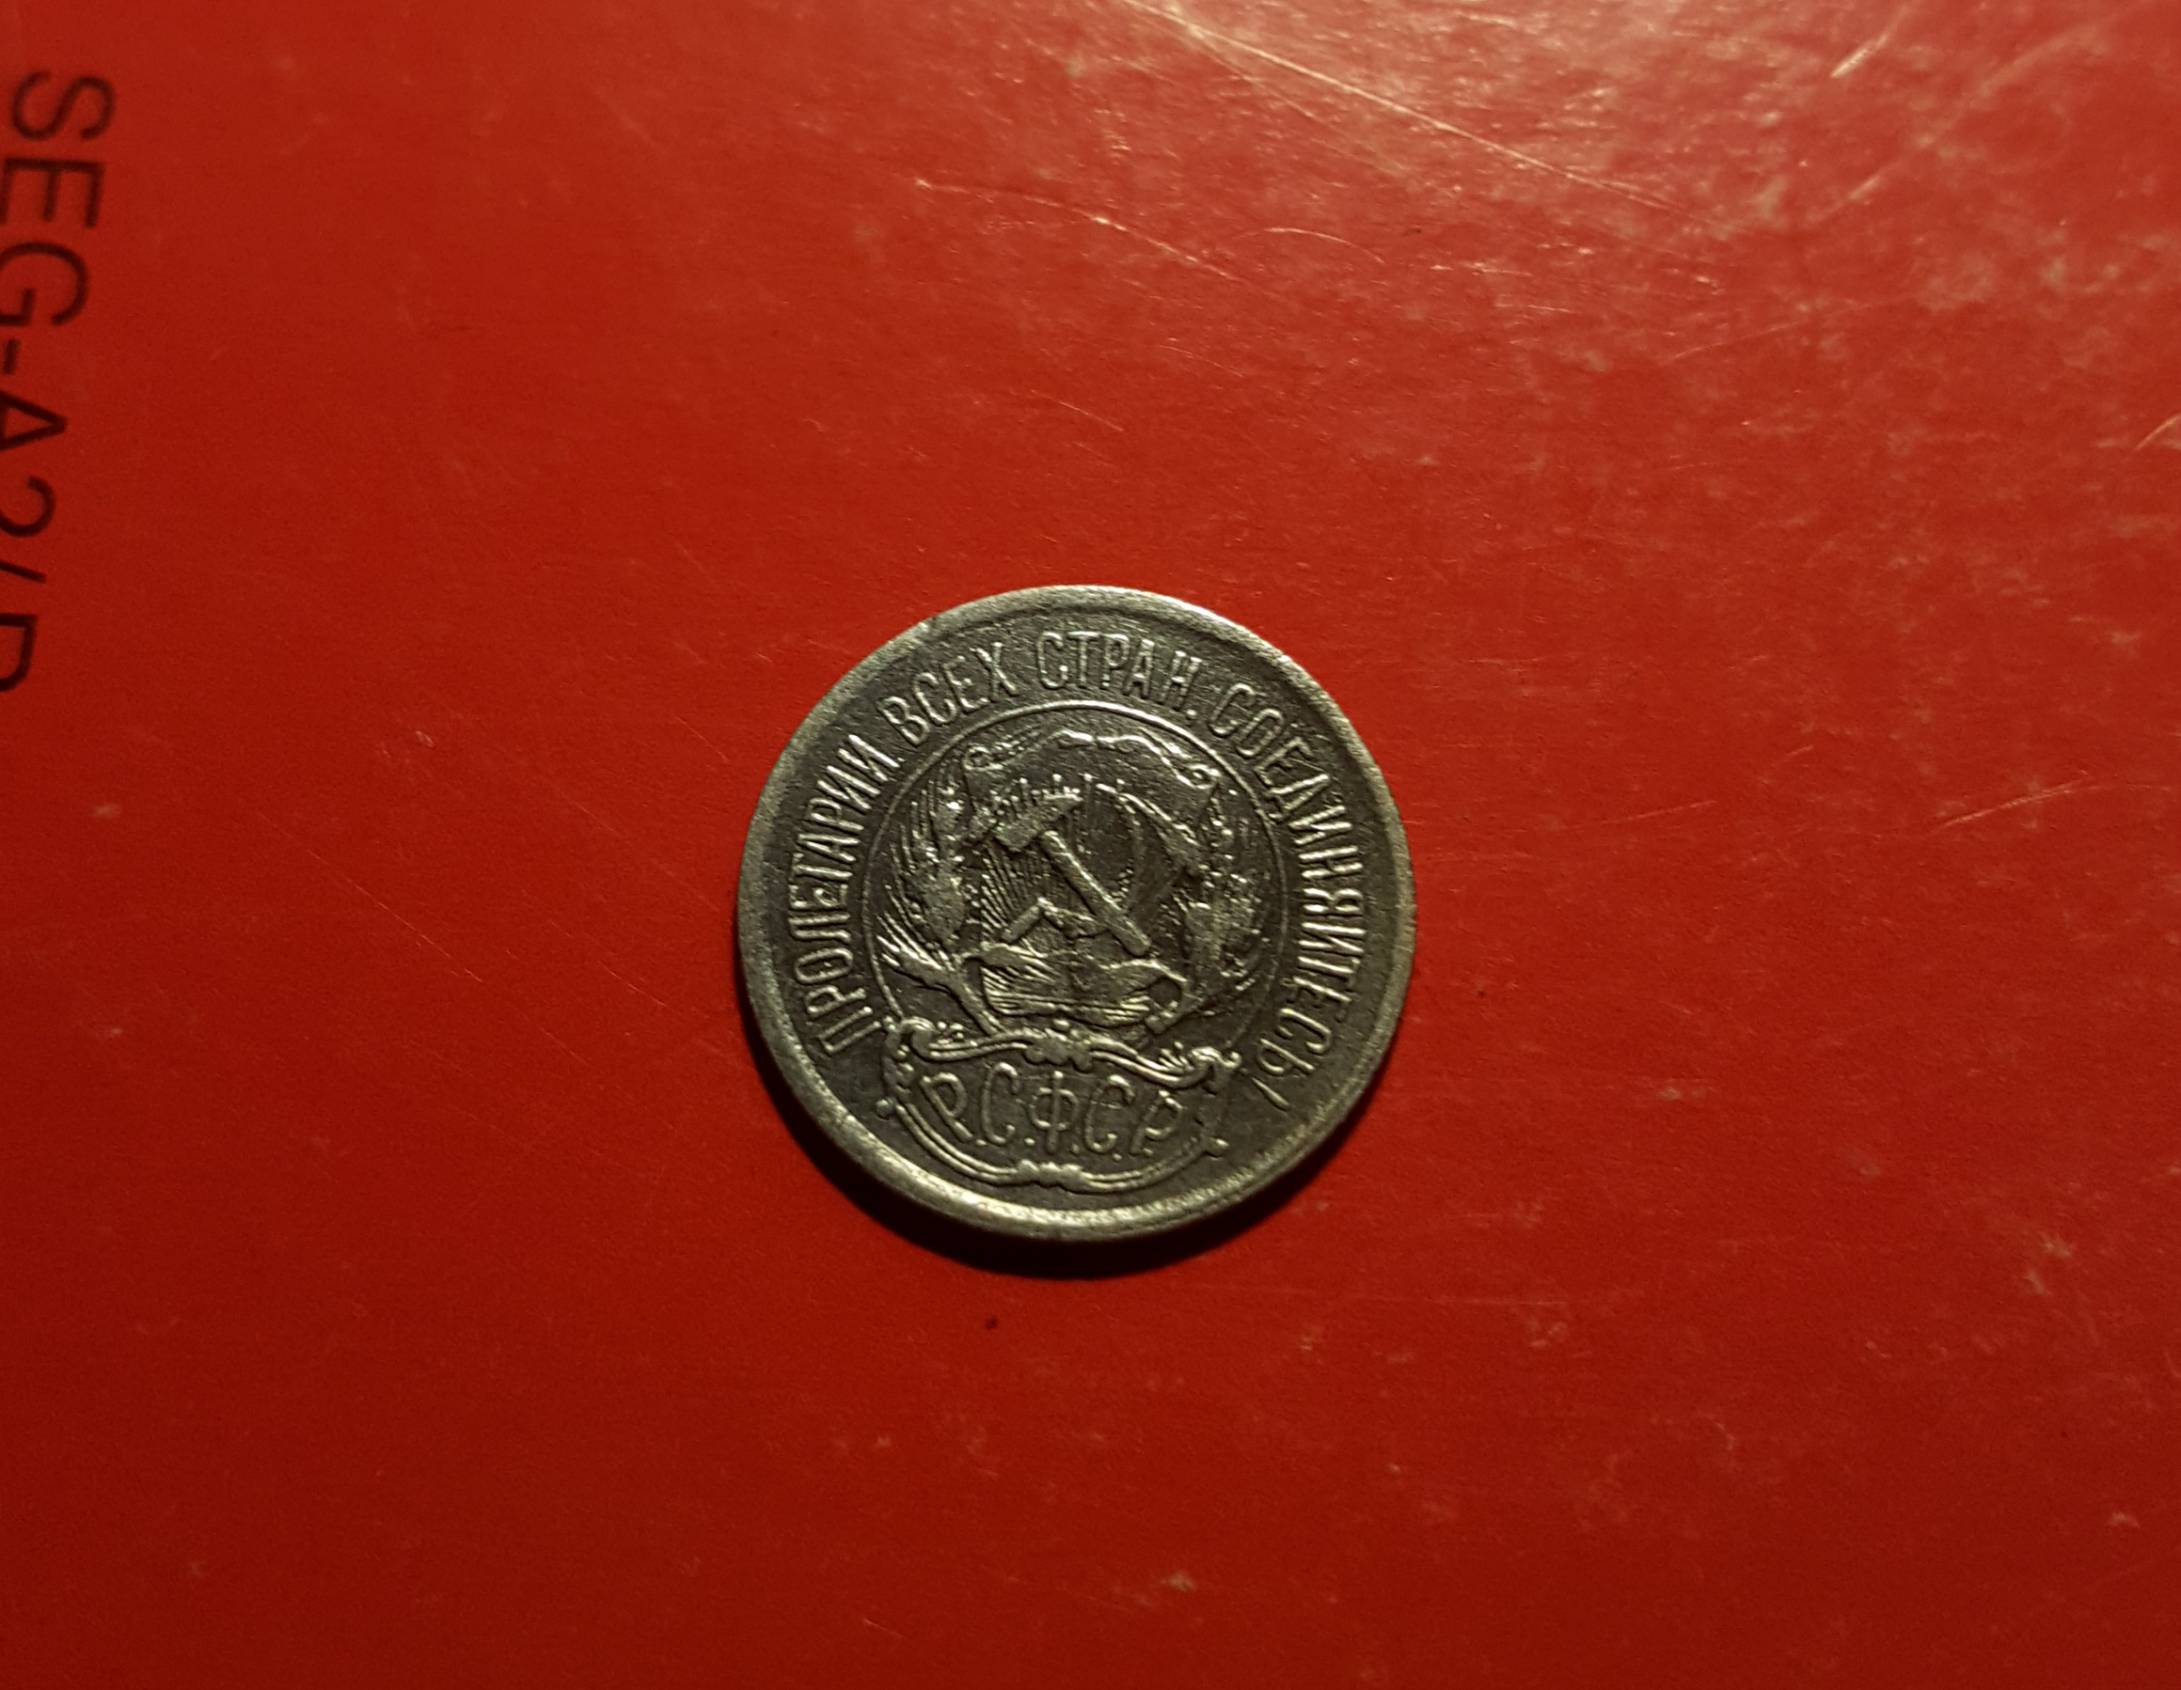 SEG-A2/
ПРОЛЕТАРИИ ВСЕХ СТРАН, СОЕДИНЯЙТЕСЬ!
Р.С.Ф.С.Р.